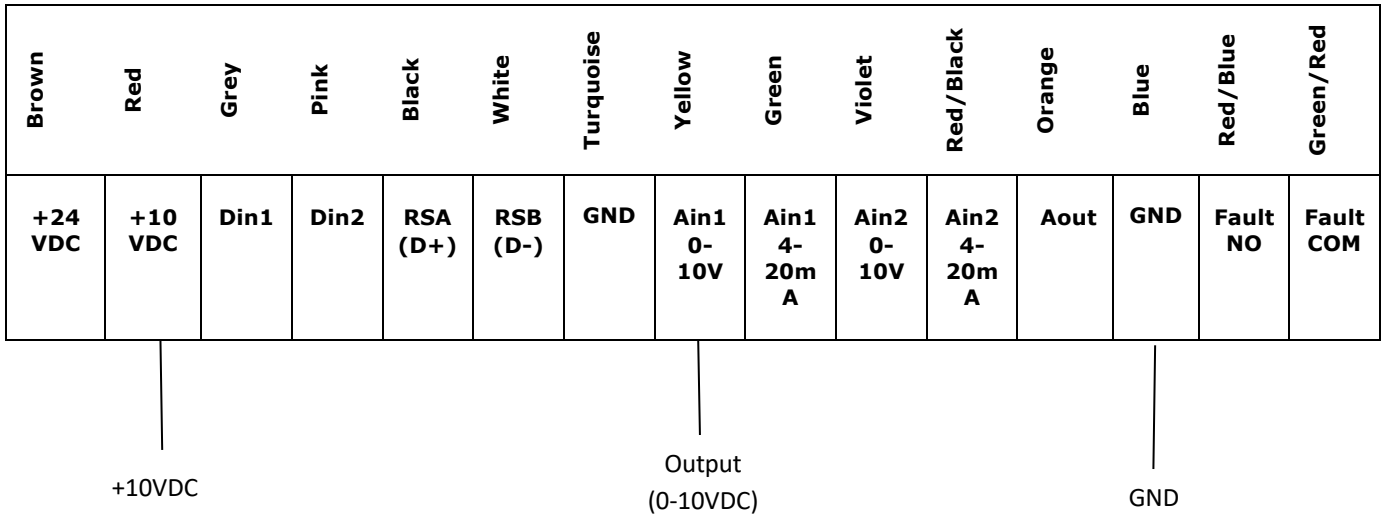 Brown Red Grey Pink Black White Turquoise Yellow Green Violet Red/Black Orange Blue Red/Blue Green/Red
+24 +10 Din1 Din2 RSA RSB GND Ain1 Ain1 Ain2 Ain2 Aout GND Fault Fault
VDC VDC (D+) (D-) 0- 4- 0- 4- NO COM
10V 20m 10V 20m
A A
Output
+10VDC (0-10VDC) GND